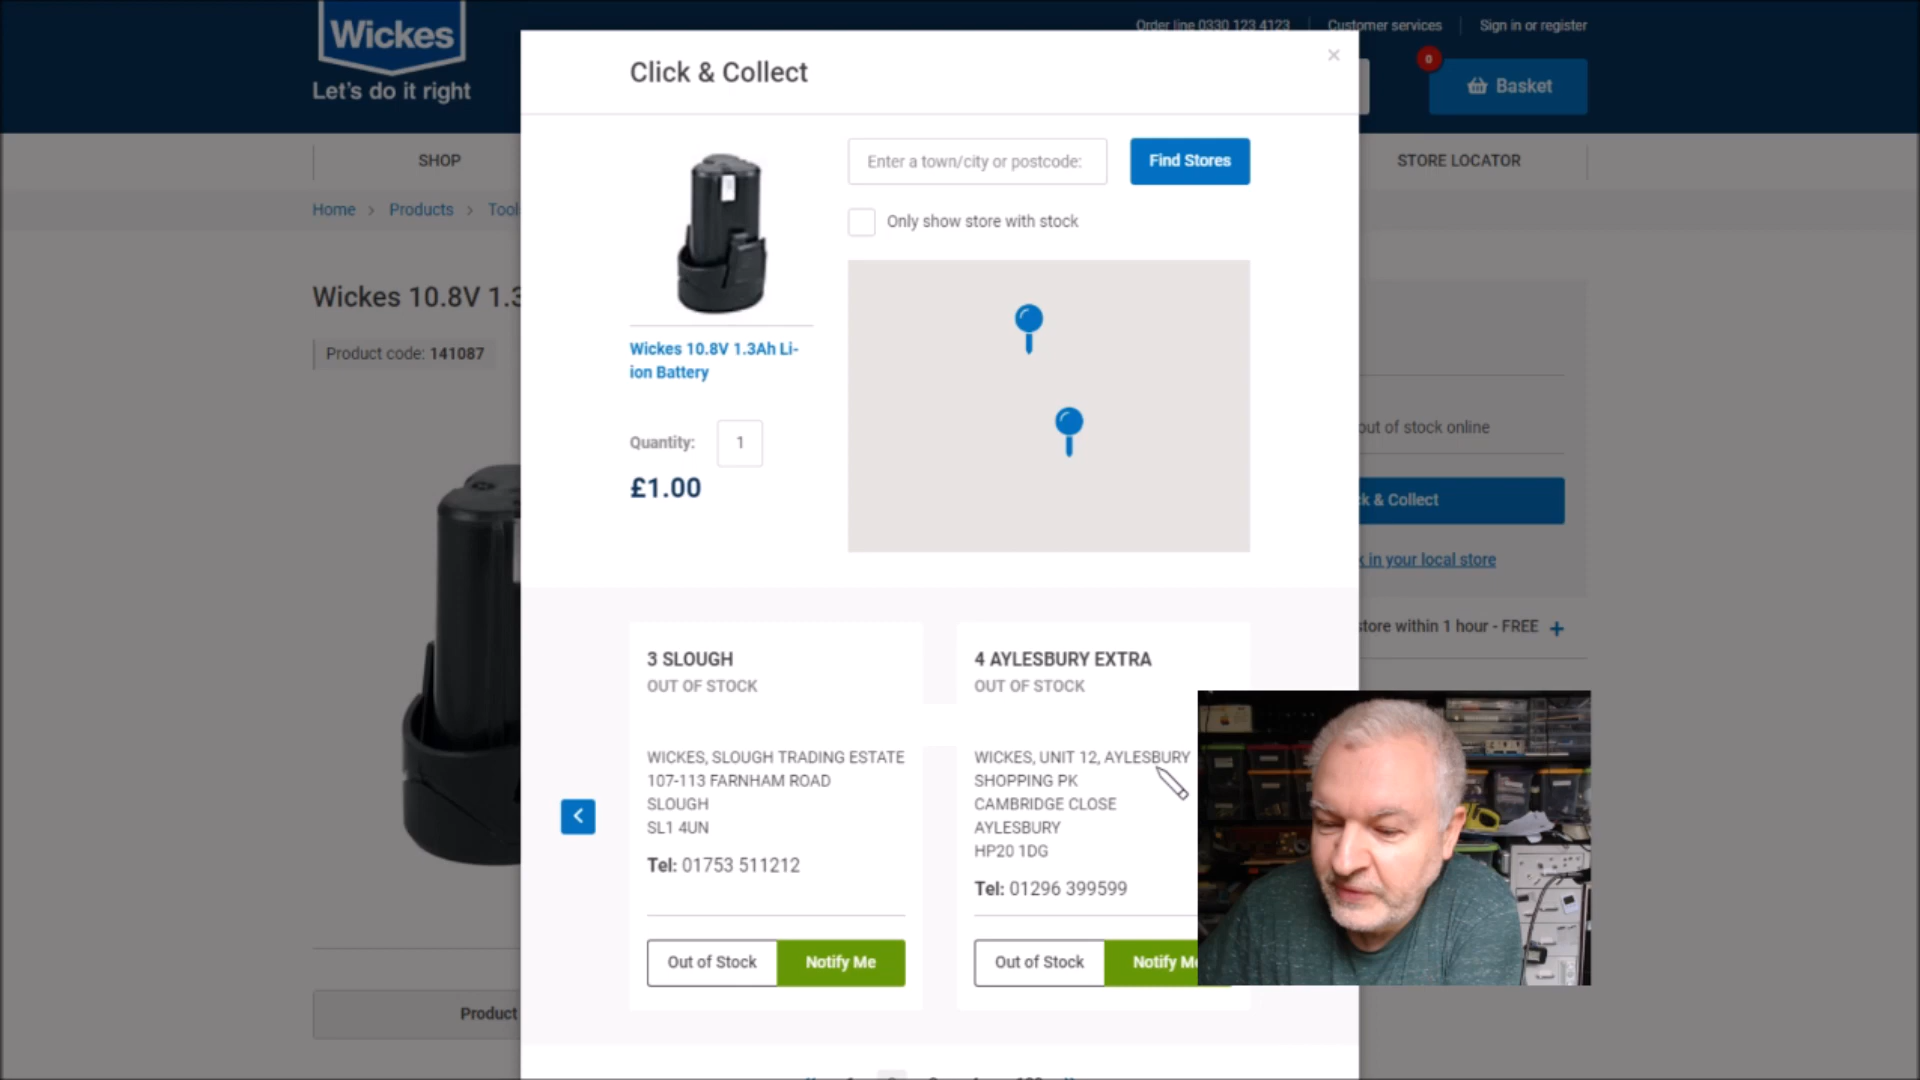 Wickes
Let's do it right
Order line 0330 123 4123
Customer services
Sign in or register
0
Basket
SHOP
STORE LOCATOR
Home > Products >
Wickes 10.8V
Product code: 141087
Click & Collect
×
Enter a town/city or postcode:
Find Stores
Only show store with stock
Wickes 10.8V 1.3Ah Li-
ion Battery
Quantity: 1
£1.00
out of stock online
& Collect
in your local store
store within 1 hour - FREE +
3 SLOUGH
OUT OF STOCK
WICKES, SLOUGH TRADING ESTATE
107-113 FARNHAM ROAD
SLOUGH
SL1 4UN
Tel: 01753 511212
Out of Stock
Notify Me
4 AYLESBURY EXTRA
OUT OF STOCK
WICKES, UNIT 12, AYLESBURY
SHOPPING PK
CAMBRIDGE CLOSE
AYLESBURY
HP20 1DG
Tel: 01296 399599
Out of Stock
Notify Me
Product